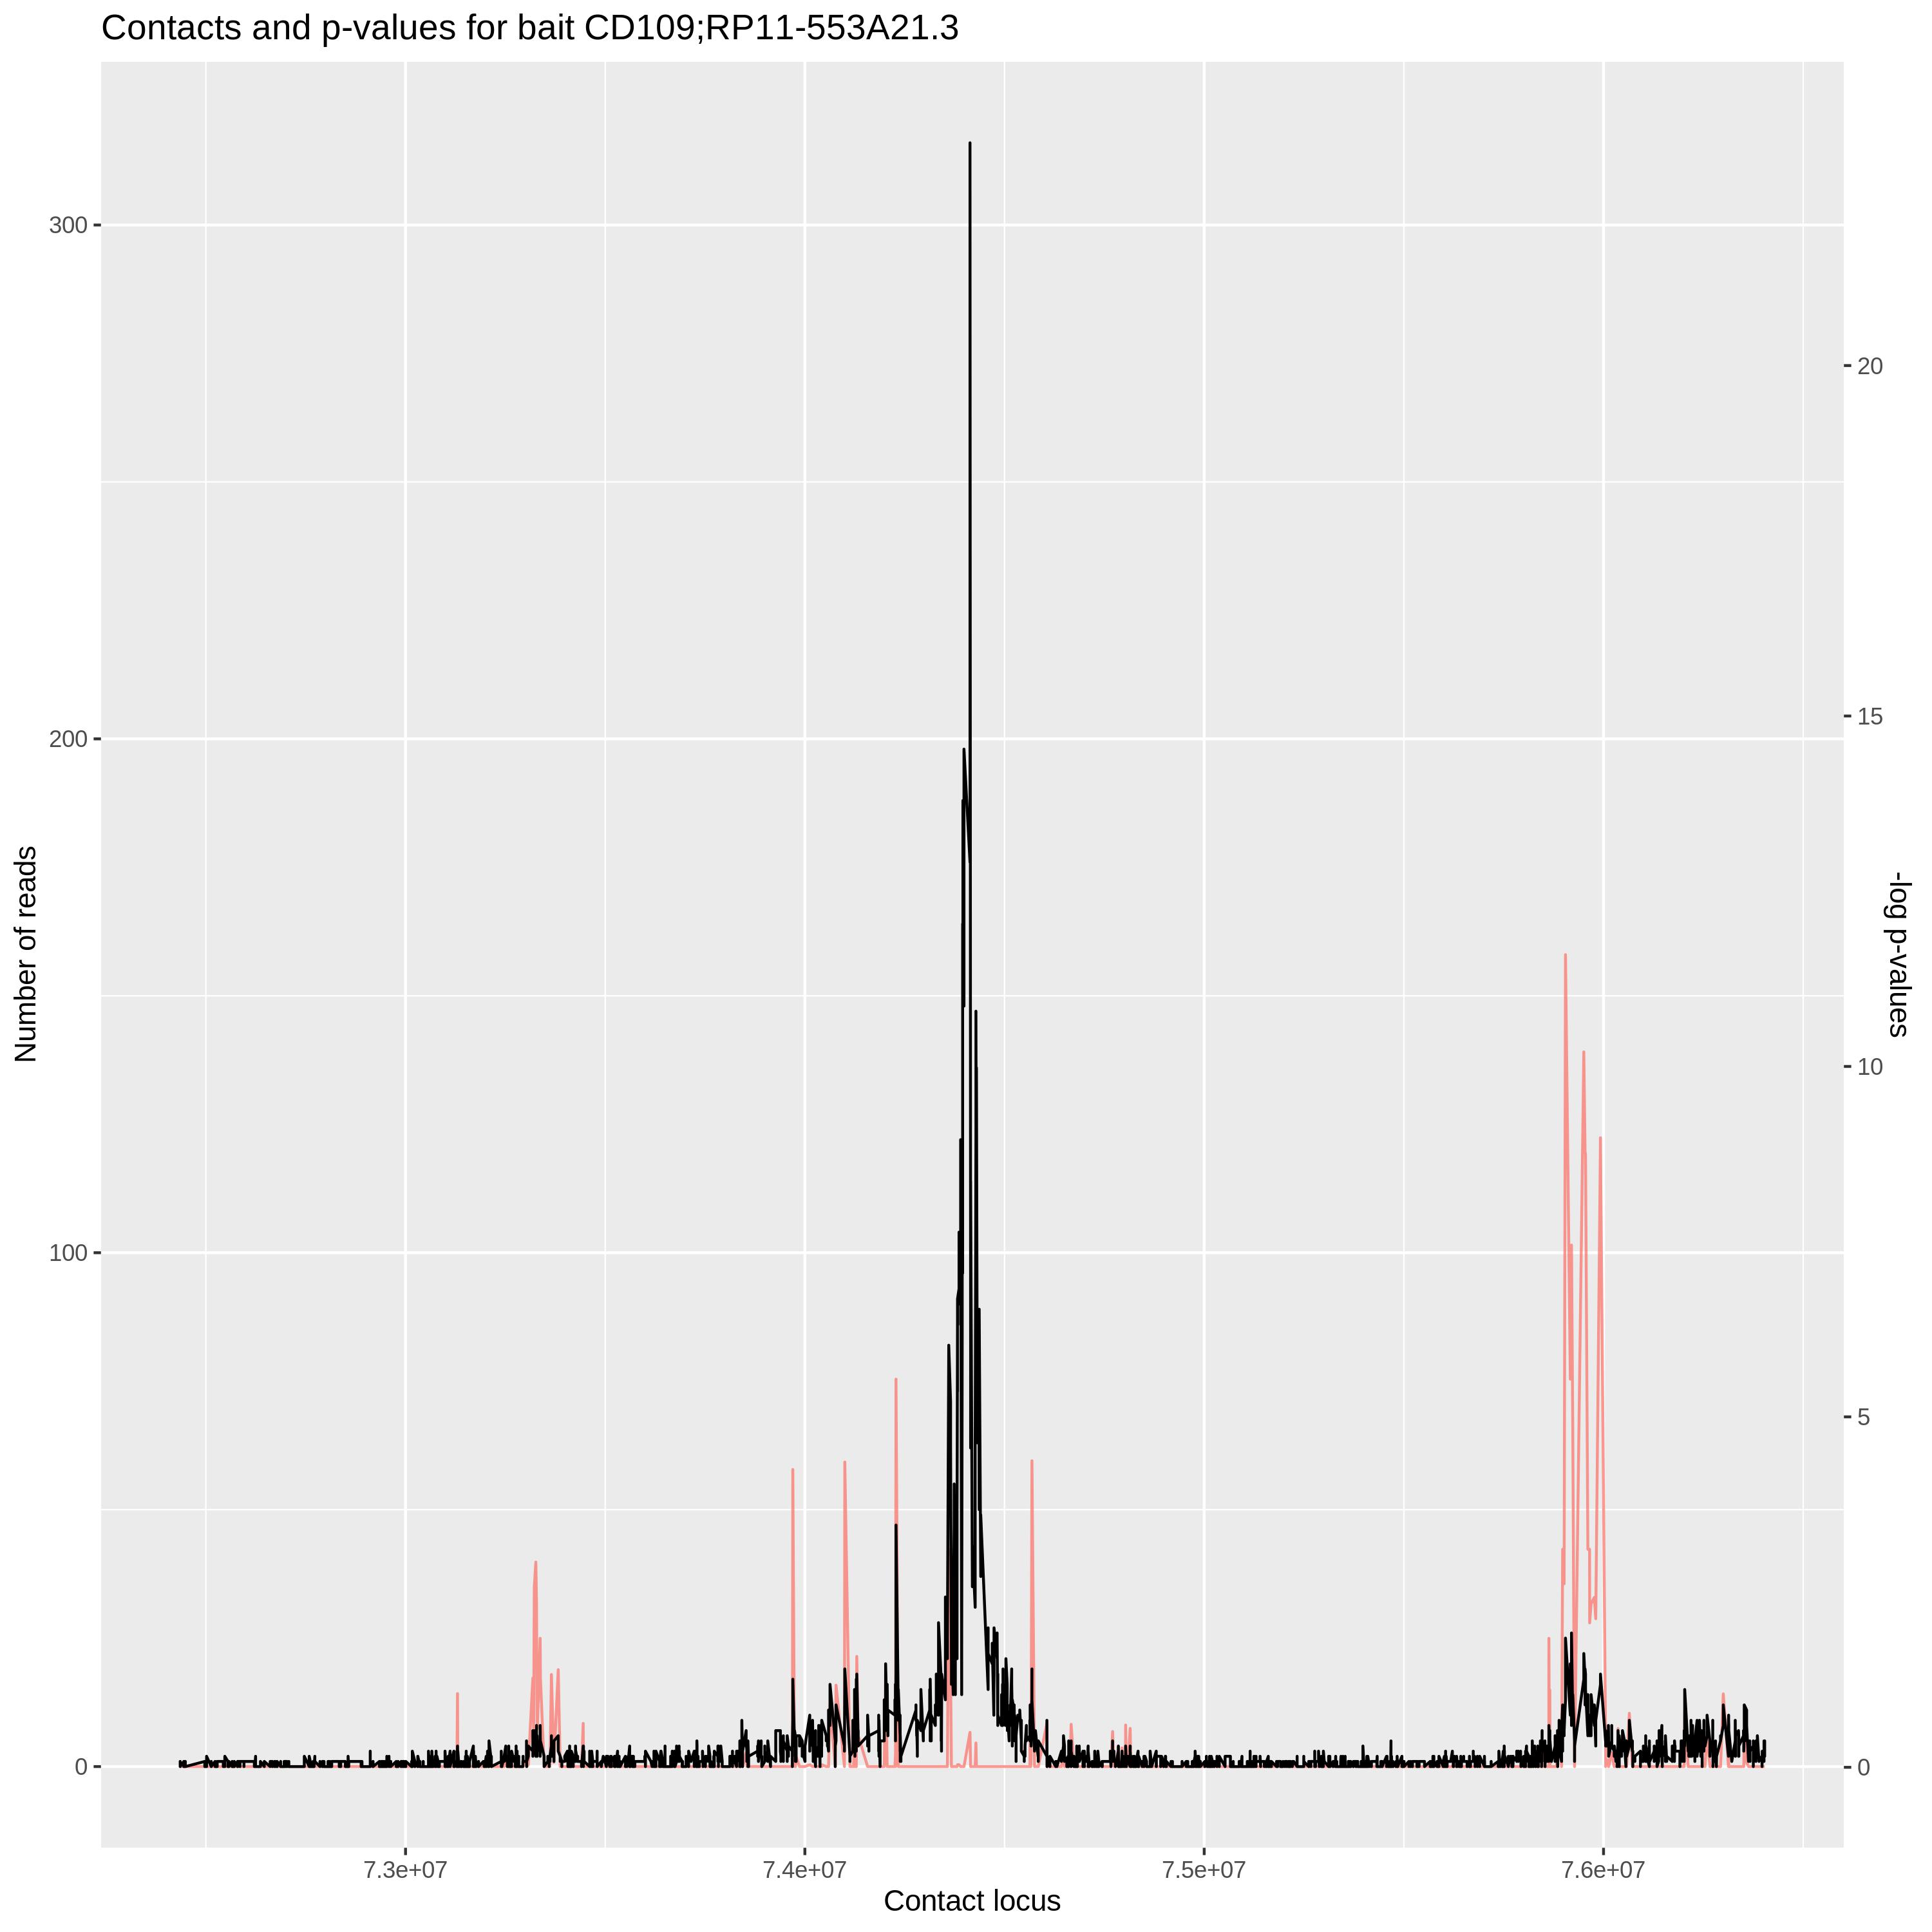 Contacts and p-values for bait CD109;RP11-553A21.3
Number of reads
300
200
100
0
20
15
10
5
0
-log p-values
7.3e+07
7.4e+07
7.5e+07
7.6e+07
Contact locus